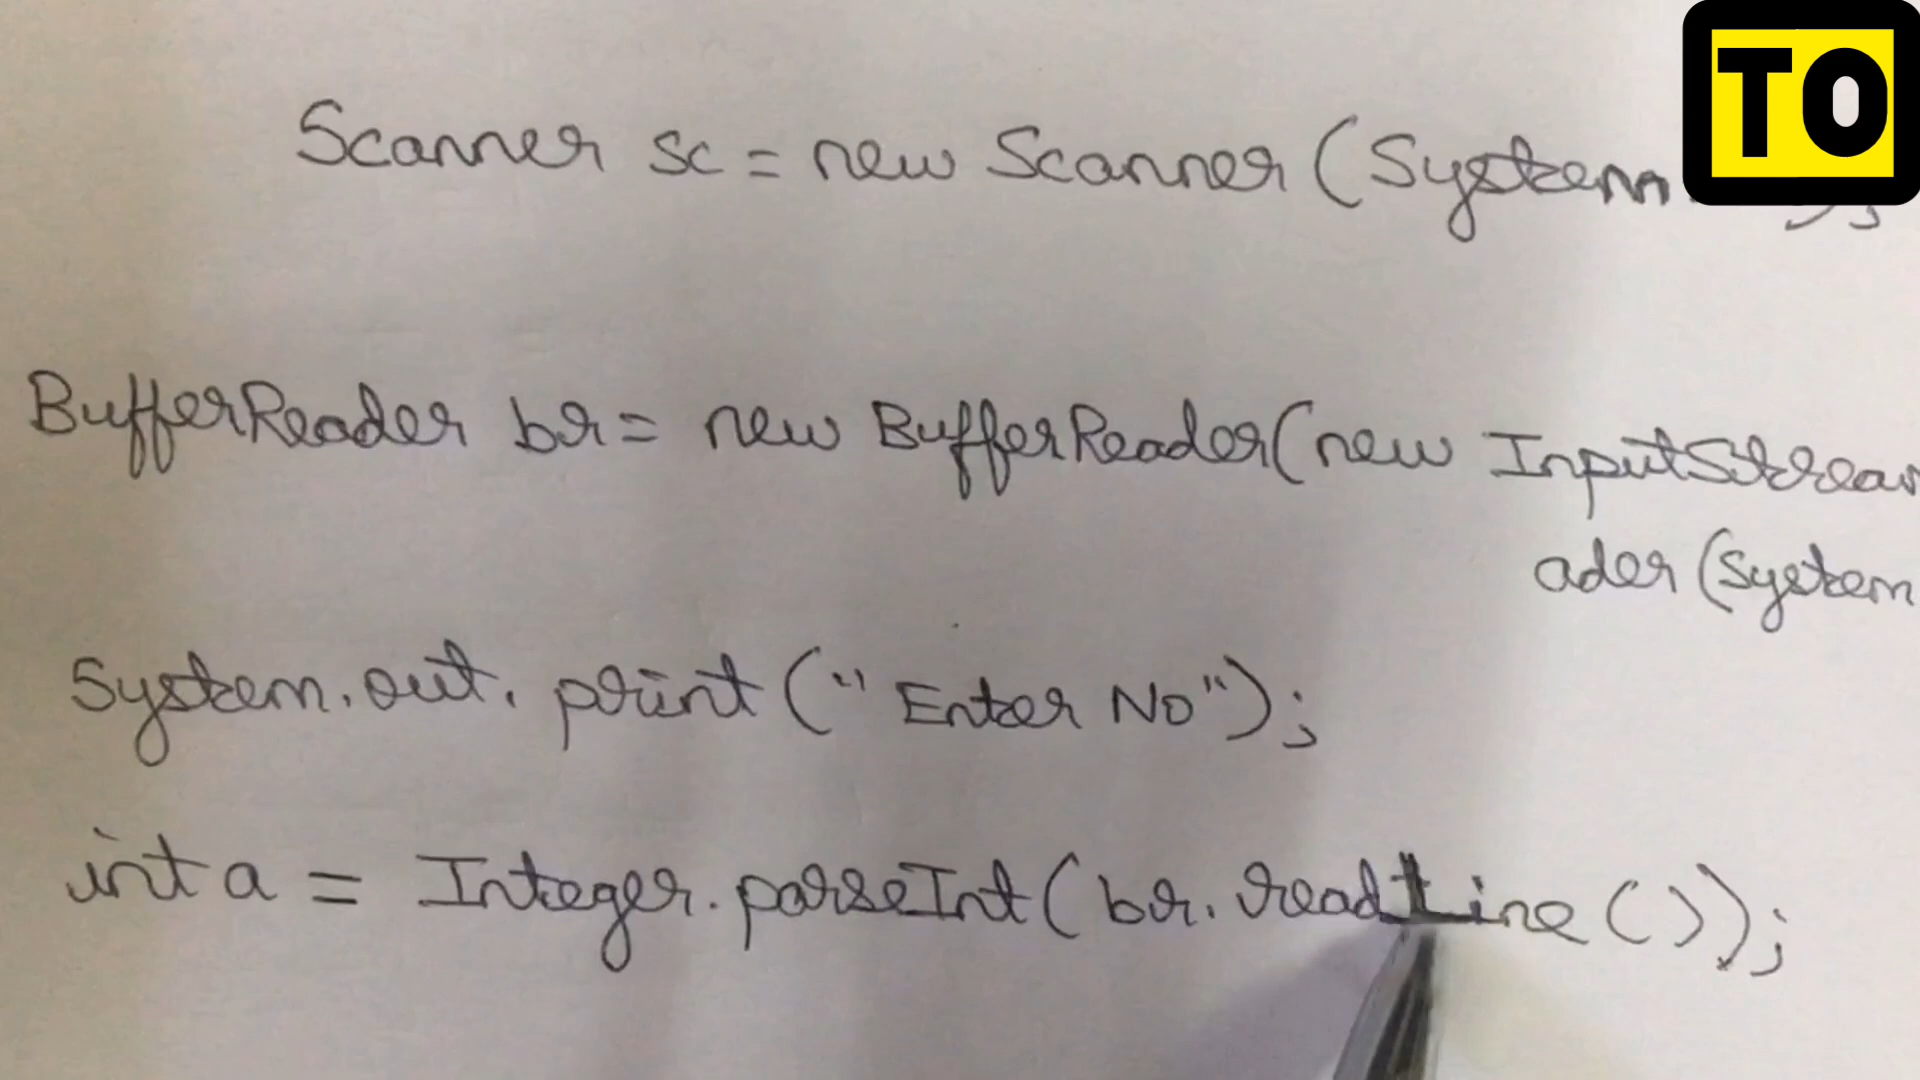 TO
Scanner sc = new Scanner (System
BufferReader br = new BufferReader(new InputStream
ader (System
System.out.print ("Enter No");
int a = Integer.parseInt(br.readLine());